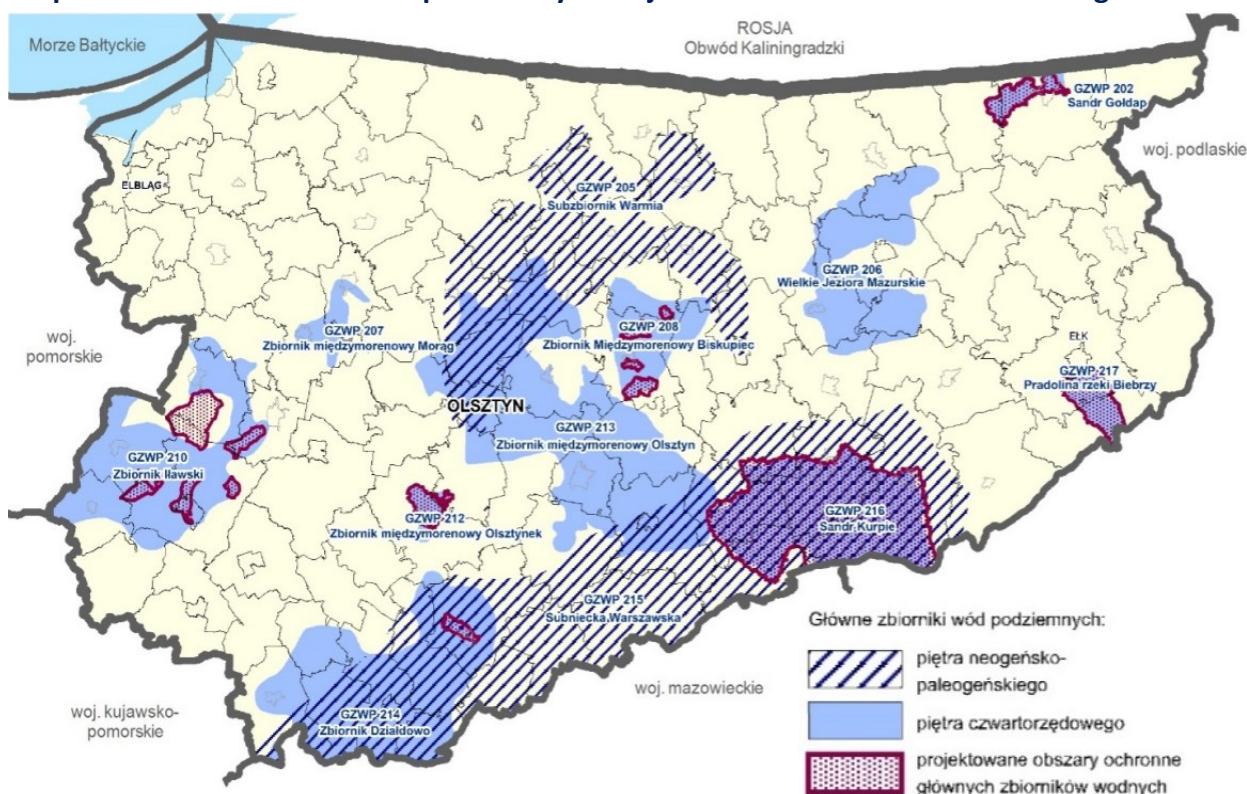 Morze Bałtyckie
ROSJA
Obwód Kaliningradzki
GZWP 202
Sandr Gołdap
woj. podlaskie
ELBLĄG
GZWP 205
Subzbiornik Warmia
GZWP 206
Wielkie Jeziora Mazurskie
GZWP 207
Zbiornik międzymorenowy Morąg
GZWP 208
Zbiornik Międzymorenowy Biskupiec
woj.
pomorskie
EŁK
GZWP 217
Pradolina rzeki Biebrzy
OLSZTYN
GZWP 213
Zbiornik międzymorenowy Olsztyn
GZWP 210
Zbiornik Iławski
GZWP 212
Zbiornik międzymorenowy Olsztynek
GZWP 216
Sandr Kurpie
GZWP 215
Subniecka Warszawska
woj. mazowieckie
woj. kujawsko-
pomorskie
GZWP 214
Zbiornik Działdowo
Główne zbiorniki wód podziemnych:
piętra neogeńsko-
paleogeńskiego
piętra czwartorzędowego
projektowane obszary ochronne
głównych zbiorników wodnych